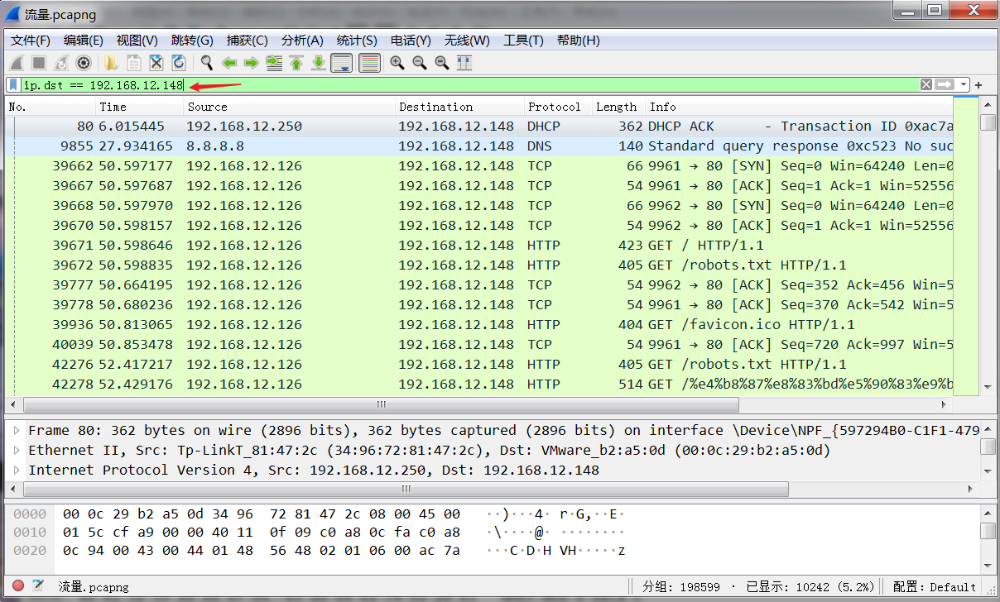 流量.pcapng
文件(F) 编辑(E) 视图(V) 跳转(G) 捕获(C) 分析(A) 统计(S) 电话(Y) 无线(W) 工具(T) 帮助(H)
ip.dst == 192.168.12.148
No. Time Source Destination Protocol Length Info
80 6.015445 192.168.12.250 192.168.12.148 DHCP 362 DHCP ACK - Transaction ID 0xac7a
9855 27.934165 8.8.8.8 192.168.12.148 DNS 140 Standard query response 0xc523 No suc
39662 50.597177 192.168.12.126 192.168.12.148 TCP 66 9961 → 80 [SYN] Seq=0 Win=64240 Len=0
39667 50.597687 192.168.12.126 192.168.12.148 TCP 54 9961 → 80 [ACK] Seq=1 Ack=1 Win=52556
39668 50.597970 192.168.12.126 192.168.12.148 TCP 66 9962 → 80 [SYN] Seq=0 Win=64240 Len=0
39670 50.598157 192.168.12.126 192.168.12.148 TCP 54 9962 → 80 [ACK] Seq=1 Ack=1 Win=52556
39671 50.598646 192.168.12.126 192.168.12.148 HTTP 423 GET / HTTP/1.1
39672 50.598835 192.168.12.126 192.168.12.148 HTTP 405 GET /robots.txt HTTP/1.1
39777 50.664195 192.168.12.126 192.168.12.148 TCP 54 9962 → 80 [ACK] Seq=352 Ack=456 Win=5
39778 50.680236 192.168.12.126 192.168.12.148 TCP 54 9961 → 80 [ACK] Seq=370 Ack=542 Win=5
39936 50.813065 192.168.12.126 192.168.12.148 HTTP 404 GET /favicon.ico HTTP/1.1
40039 50.853478 192.168.12.126 192.168.12.148 TCP 54 9961 → 80 [ACK] Seq=720 Ack=997 Win=5
42276 52.417217 192.168.12.126 192.168.12.148 HTTP 405 GET /robots.txt HTTP/1.1
42278 52.429176 192.168.12.126 192.168.12.148 HTTP 514 GET /%e4%b8%87%e8%83%bd%e5%90%83%e9%b
Frame 80: 362 bytes on wire (2896 bits), 362 bytes captured (2896 bits) on interface \Device\NPF_{597294B0-C1F1-479
Ethernet II, Src: Tp-LinkT_81:47:2c (34:96:72:81:47:2c), Dst: VMware_b2:a5:0d (00:0c:29:b2:a5:0d)
Internet Protocol Version 4, Src: 192.168.12.250, Dst: 192.168.12.148
0000 00 0c 29 b2 a5 0d 34 96 72 81 47 2c 08 00 45 00 ··)···4· r·G,··E·
0010 01 5c cf a9 00 00 40 11 0f 09 c0 a8 0c fa c0 a8 ·\····@· ········
0020 0c 94 00 43 00 44 01 48 56 48 02 01 06 00 ac 7a ···C·D·H VH·····z
流量.pcapng 分组: 198599 · 已显示: 10242 (5.2%) 配置: Default